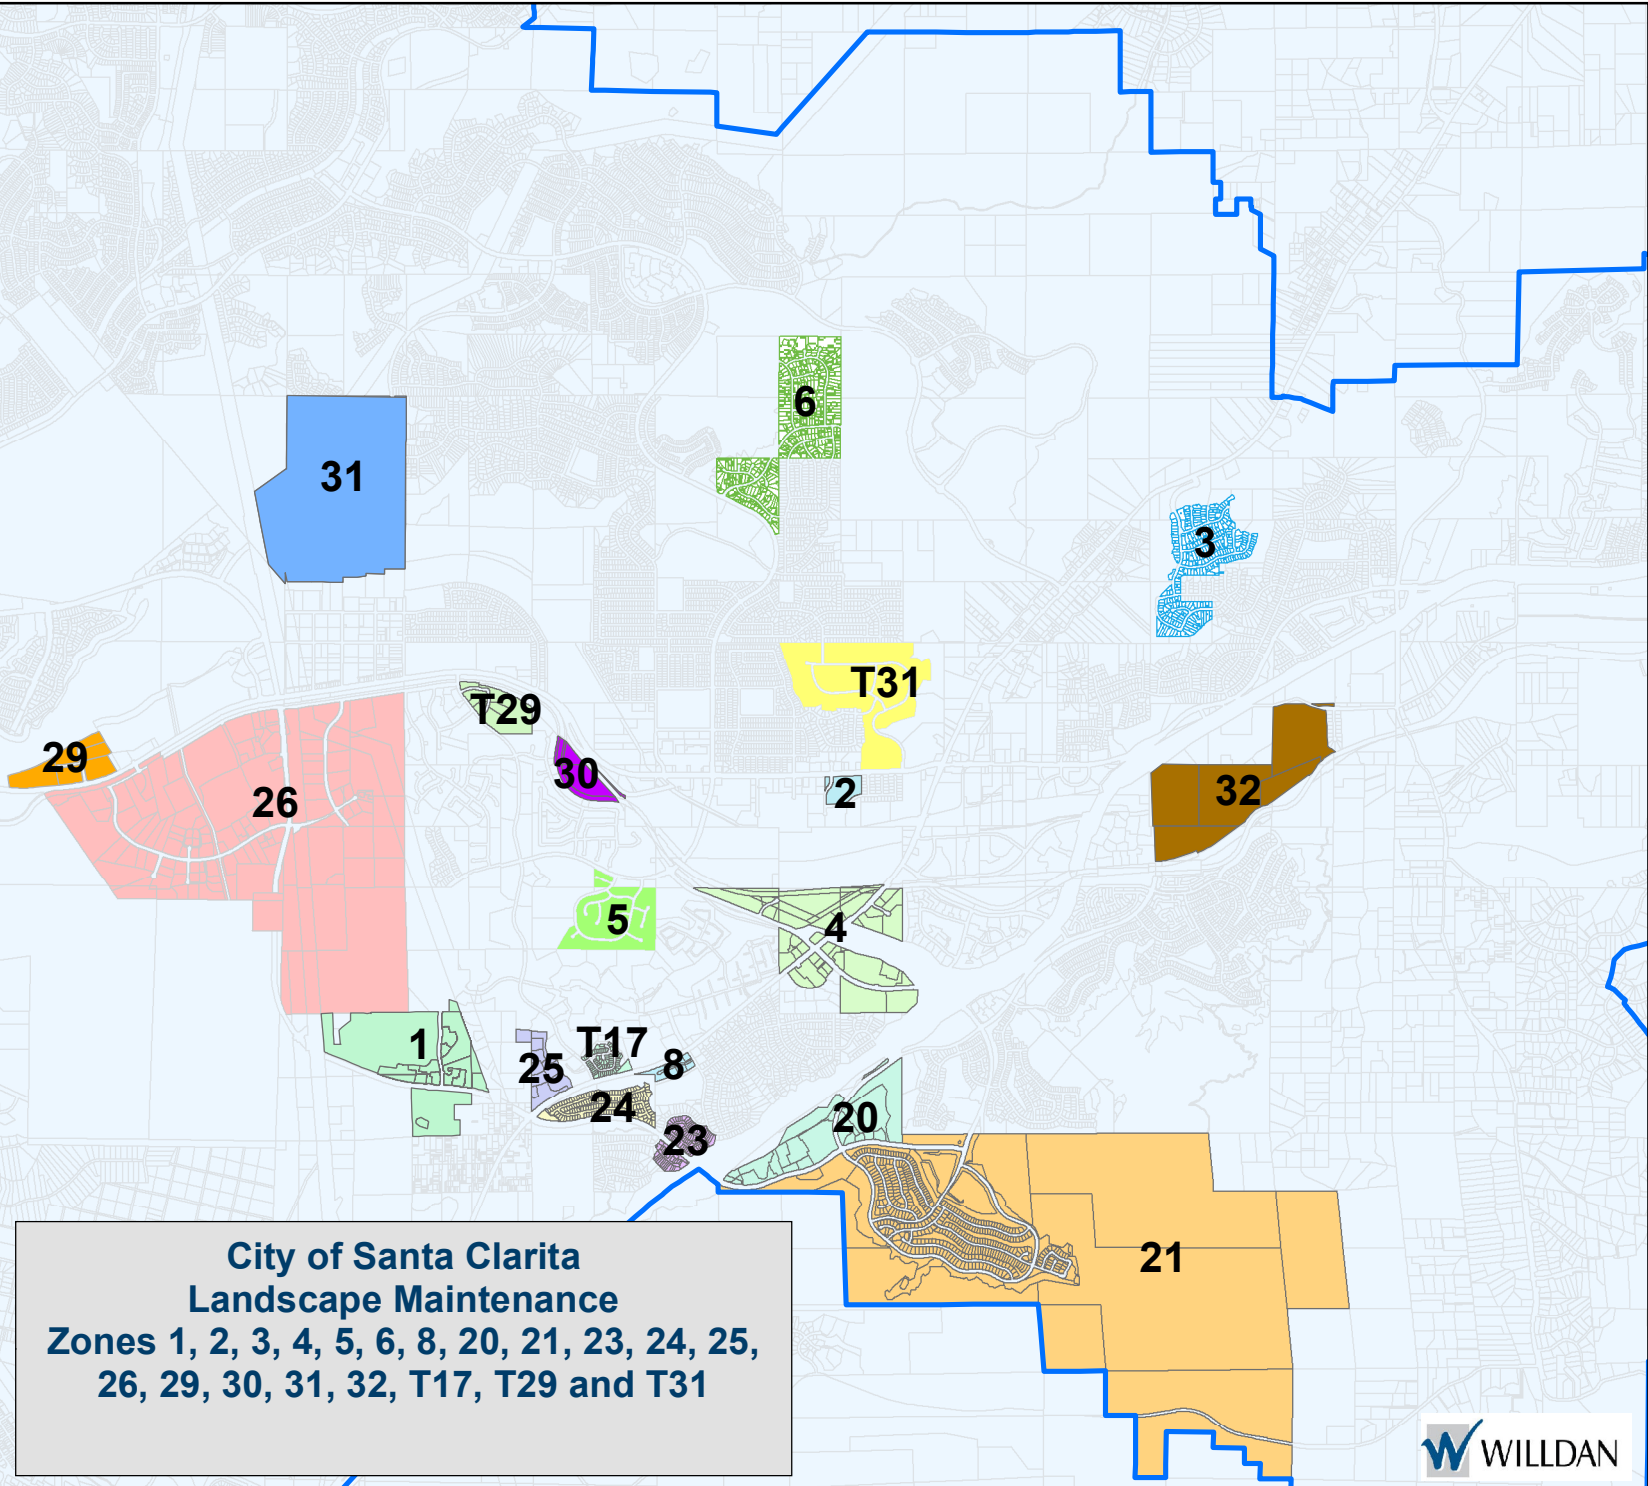 6
31
3
T31
T29
29
30
26
2
32
5
4
1
T17
25
8
24
20
23
21
City of Santa Clarita
Landscape Maintenance
Zones 1, 2, 3, 4, 5, 6, 8, 20, 21, 23, 24, 25,
26, 29, 30, 31, 32, T17, T29 and T31
W WILLDAN